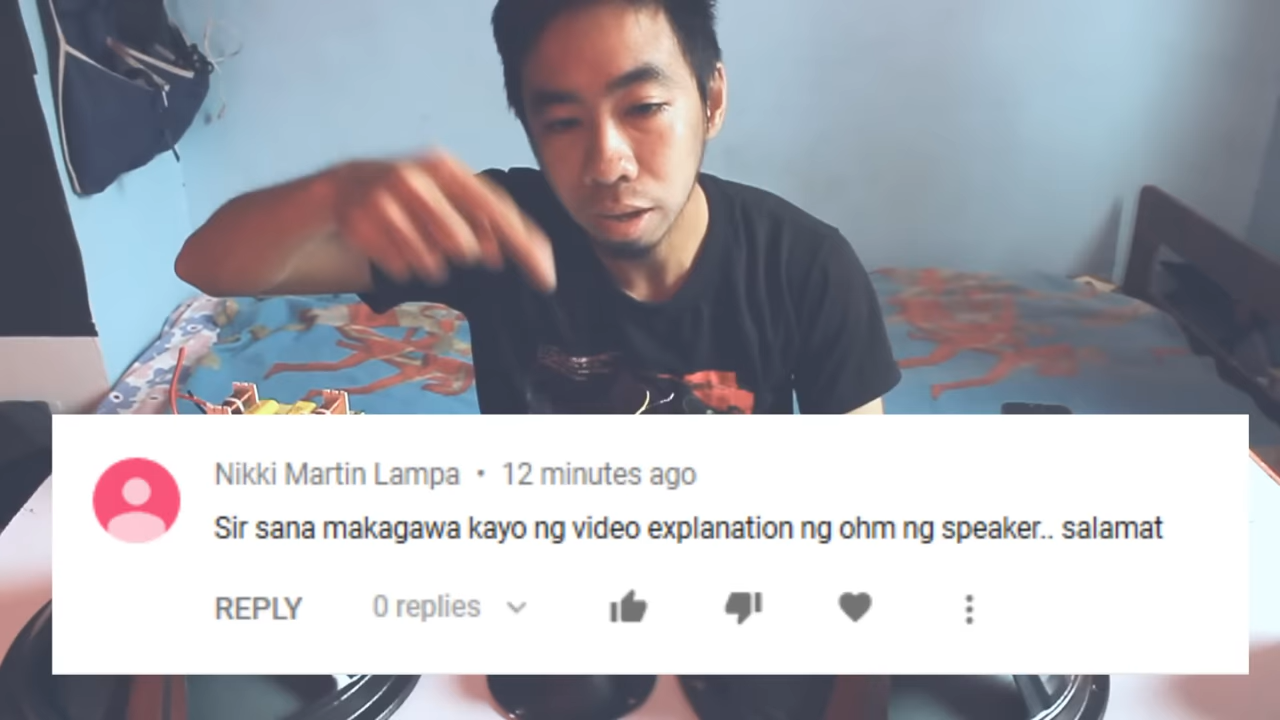 Nikki Martin Lampa • 12 minutes ago
Sir sana makagawa kayo ng video explanation ng ohm ng speaker.. salamat
REPLY 0 replies